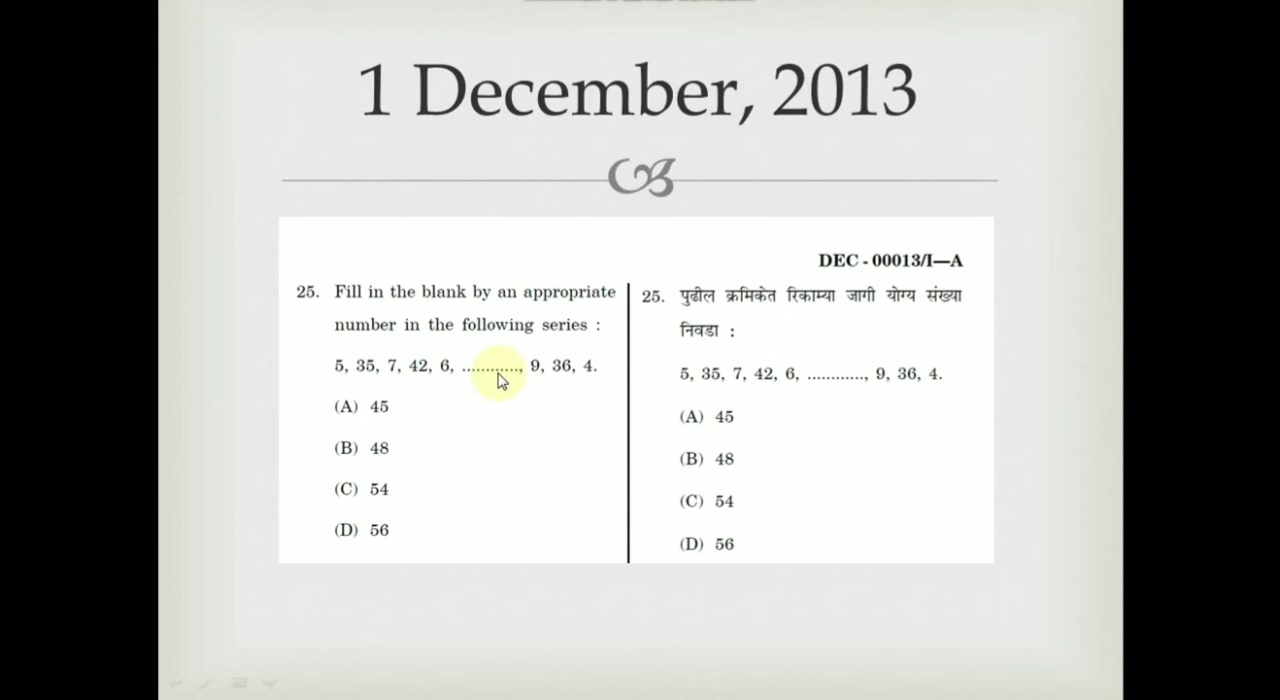 1 December, 2013
DEC - 00013/I—A
25. Fill in the blank by an appropriate
number in the following series :
5, 35, 7, 42, 6, ............, 9, 36, 4.
(A) 45
(B) 48
(C) 54
(D) 56
25. पुढील क्रमिकेत रिकाम्या जागी योग्य संख्या
निवडा :
5, 35, 7, 42, 6, ............, 9, 36, 4.
(A) 45
(B) 48
(C) 54
(D) 56